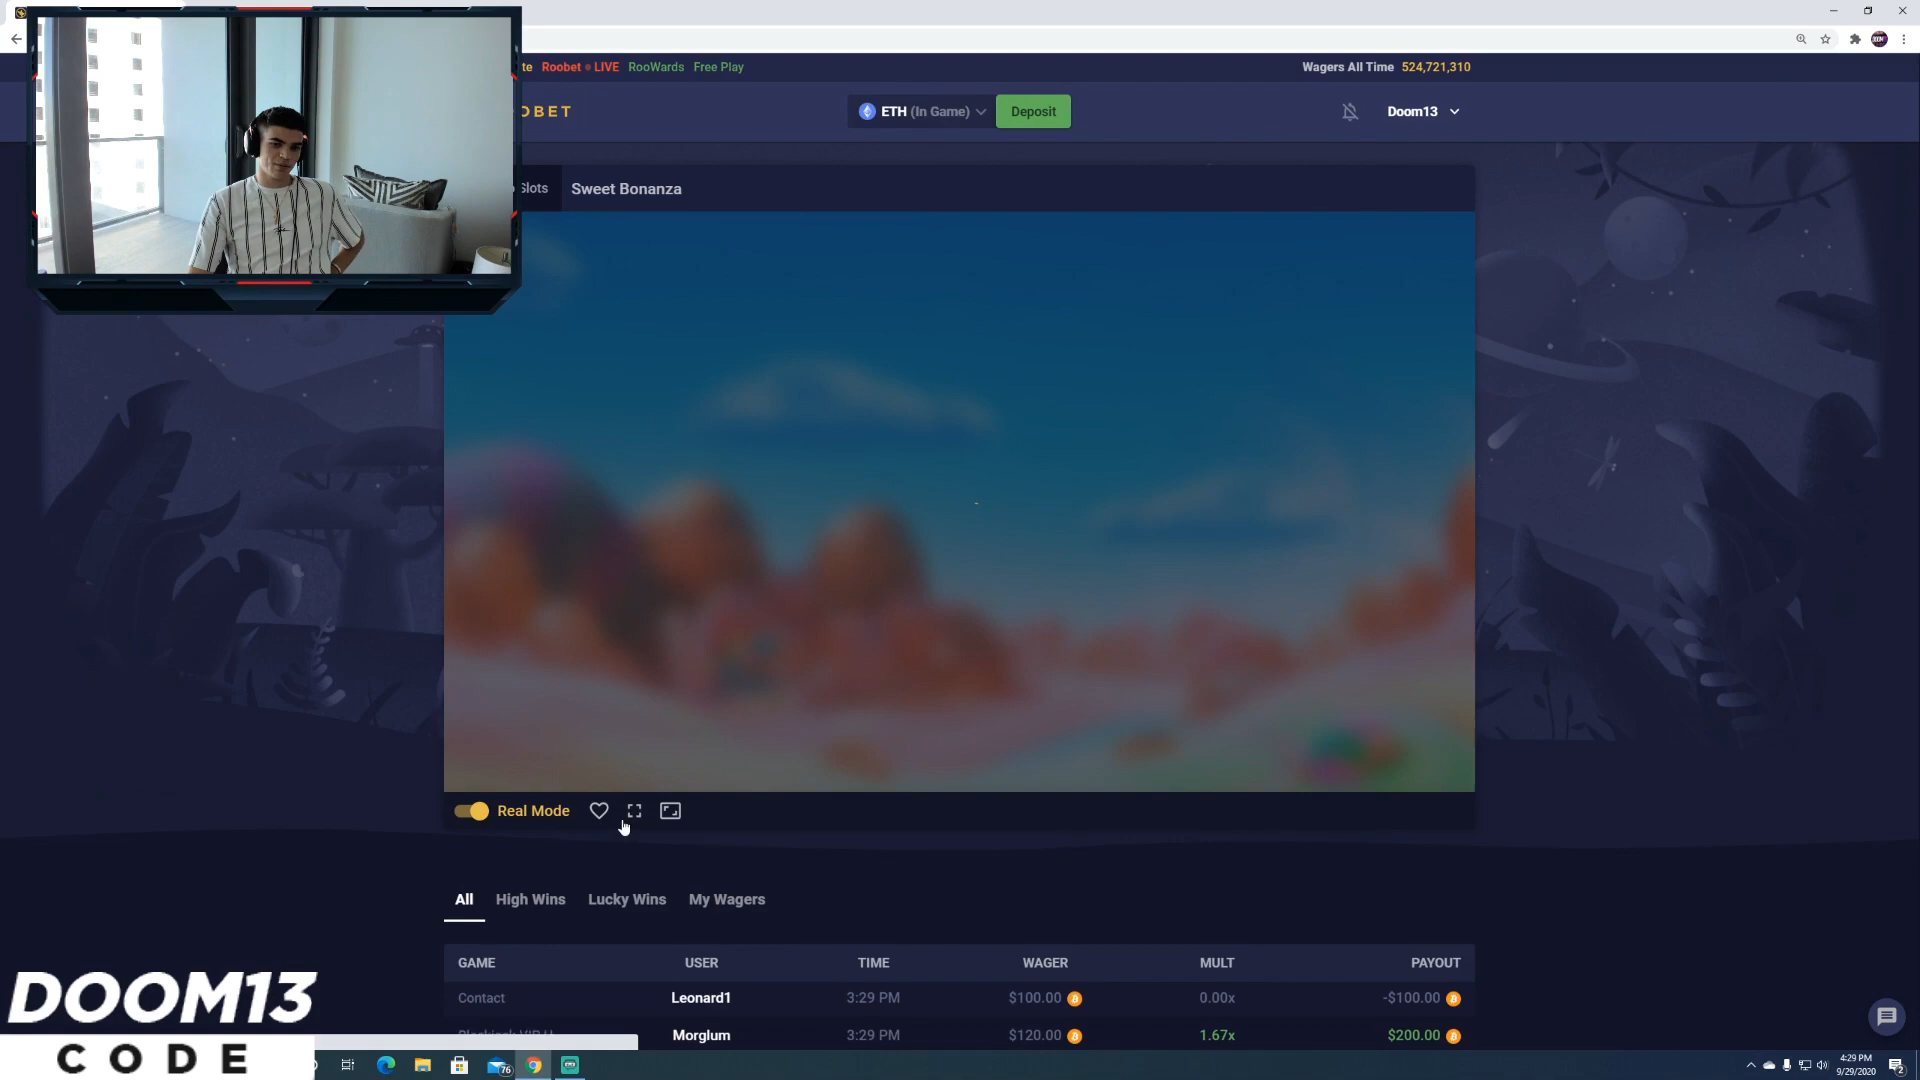 te Roobet LIVE RooWards Free Play
Wagers All Time 524,721,310
OBET
ETH (In Game)
Deposit
Doom13
Slots
Sweet Bonanza
Real Mode
All High Wins Lucky Wins My Wagers
GAME USER TIME WAGER MULT PAYOUT
Contact Leonard1 3:29 PM $100.00 0.00x -$100.00
Morglum 3:29 PM $120.00 1.67x $200.00
DOOM13
CODE
76
4:29 PM
9/29/2020
2